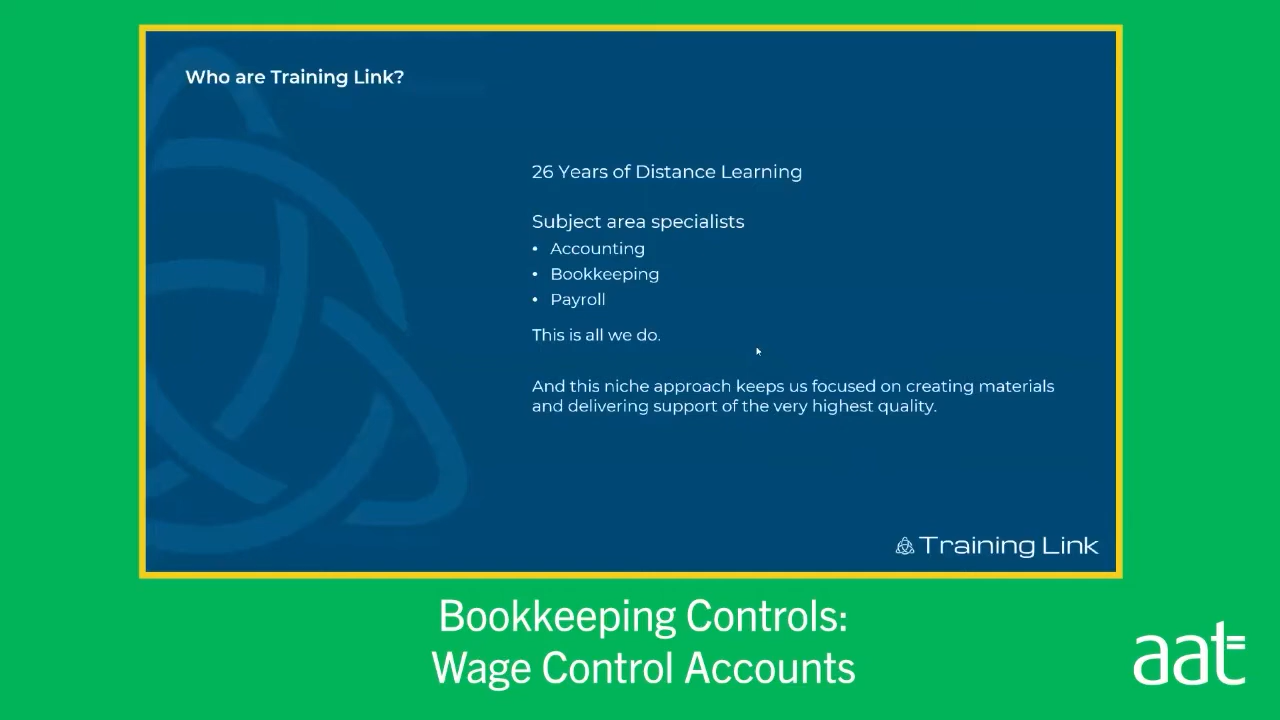 Who are Training Link?
26 Years of Distance Learning
Subject area specialists
• Accounting
• Bookkeeping
• Payroll
This is all we do.
And this niche approach keeps us focused on creating materials
and delivering support of the very highest quality.
Training Link
Bookkeeping Controls:
Wage Control Accounts
aat